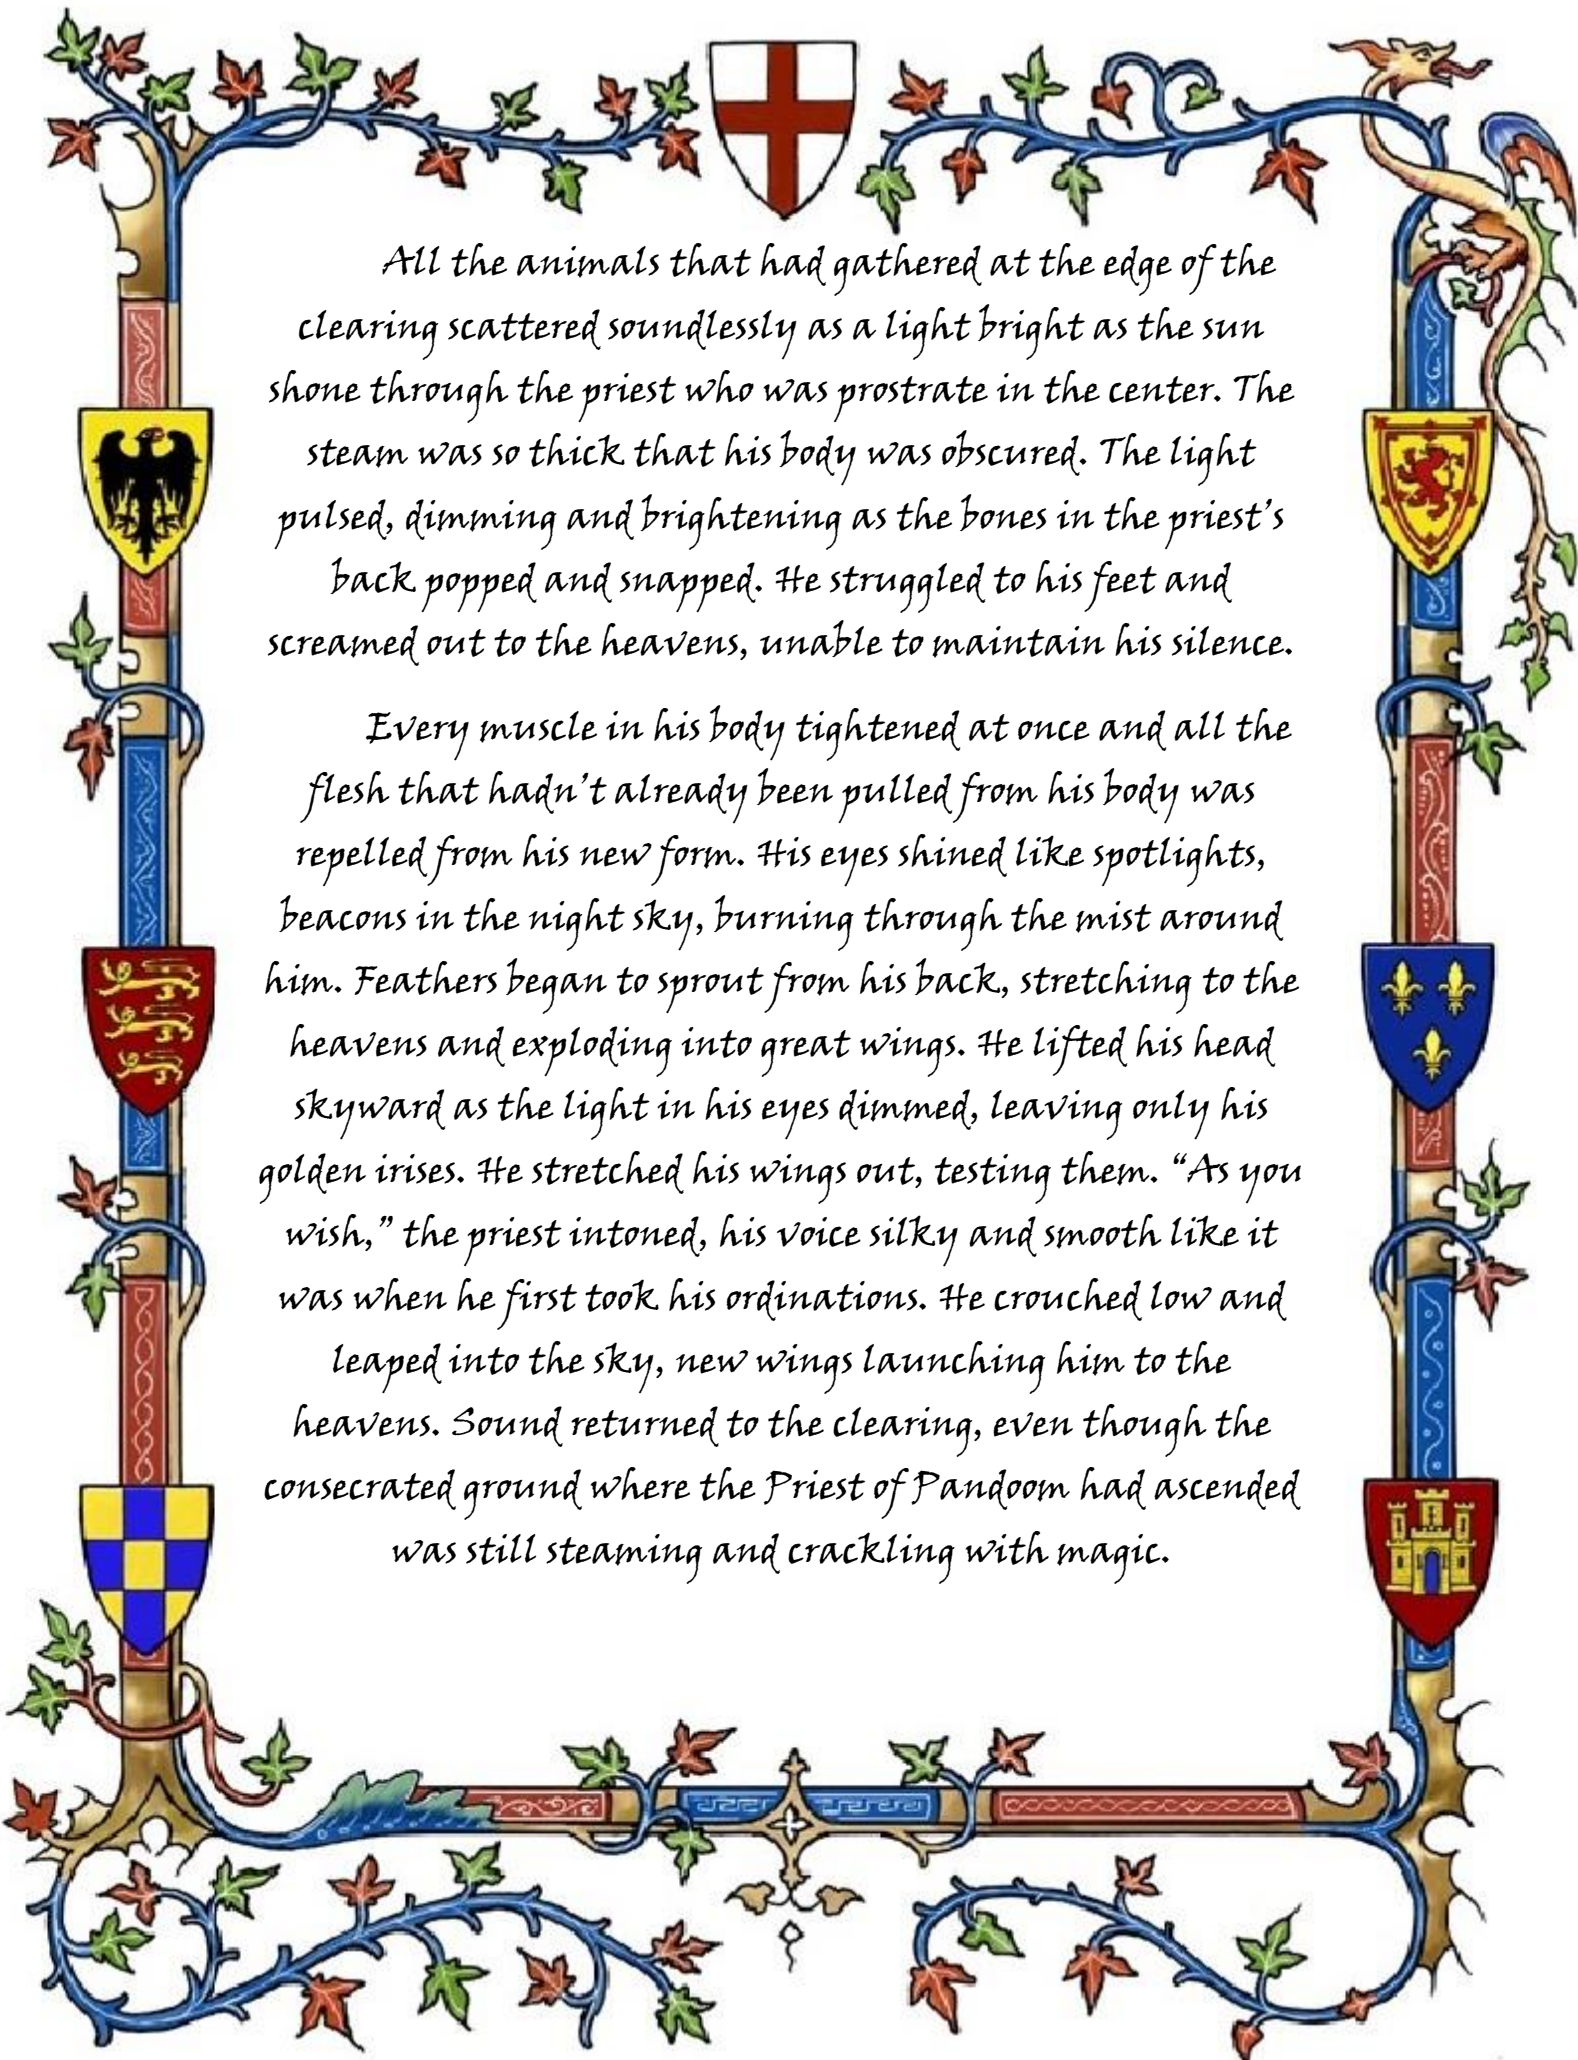 All the animals that had gathered at the edge of the
clearing scattered soundlessly as a light bright as the sun
shone through the priest who was prostrate in the center. The
steam was so thick that his body was obscured. The light
pulsed, dimming and brightening as the bones in the priest’s
back popped and snapped. He struggled to his feet and
screamed out to the heavens, unable to maintain his silence.
Every muscle in his body tightened at once and all the
flesh that hadn’t already been pulled from his body was
repelled from his new form. His eyes shined like spotlights,
beacons in the night sky, burning through the mist around
him. Feathers began to sprout from his back, stretching to the
heavens and exploding into great wings. He lifted his head
skyward as the light in his eyes dimmed, leaving only his
golden irises. He stretched his wings out, testing them. “As you
wish,” the priest intoned, his voice silky and smooth like it
was when he first took his ordinations. He crouched low and
leaped into the sky, new wings launching him to the
heavens. Sound returned to the clearing, even though the
consecrated ground where the Priest of Pandoom had ascended
was still steaming and crackling with magic.